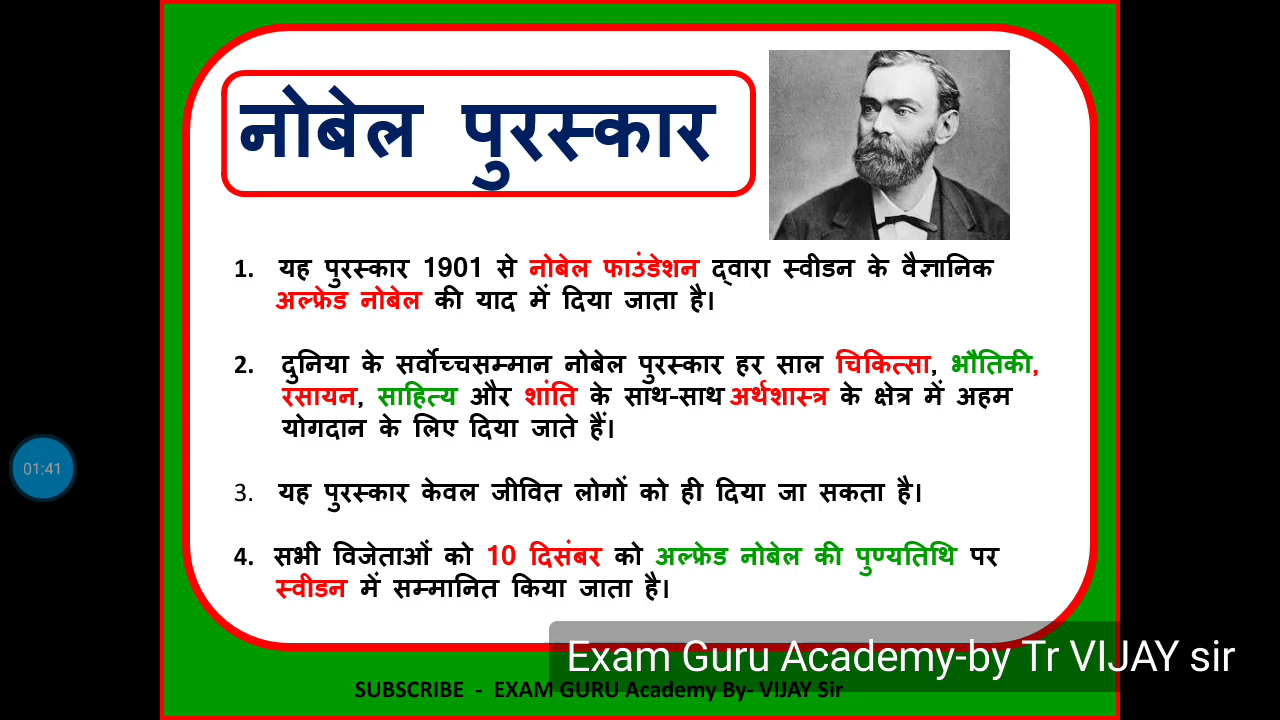 नोबेल पुरस्कार
1. यह पुरस्कार 1901 से नोबेल फाउंडेशन द्वारा स्वीडन के वैज्ञानिक
अल्फ्रेड नोबेल की याद में दिया जाता है।
2. दुनिया के सर्वोच्चसम्मान नोबेल पुरस्कार हर साल चिकित्सा, भौतिकी,
रसायन, साहित्य और शांति के साथ-साथ अर्थशास्त्र के क्षेत्र में अहम
योगदान के लिए दिया जाते हैं।
3. यह पुरस्कार केवल जीवित लोगों को ही दिया जा सकता है।
4. सभी विजेताओं को 10 दिसंबर को अल्फ्रेड नोबेल की पुण्यतिथि पर
स्वीडन में सम्मानित किया जाता है।
01:41
Exam Guru Academy-by Tr VIJAY sir
SUBSCRIBE - EXAM GURU Academy By- VIJAY Sir